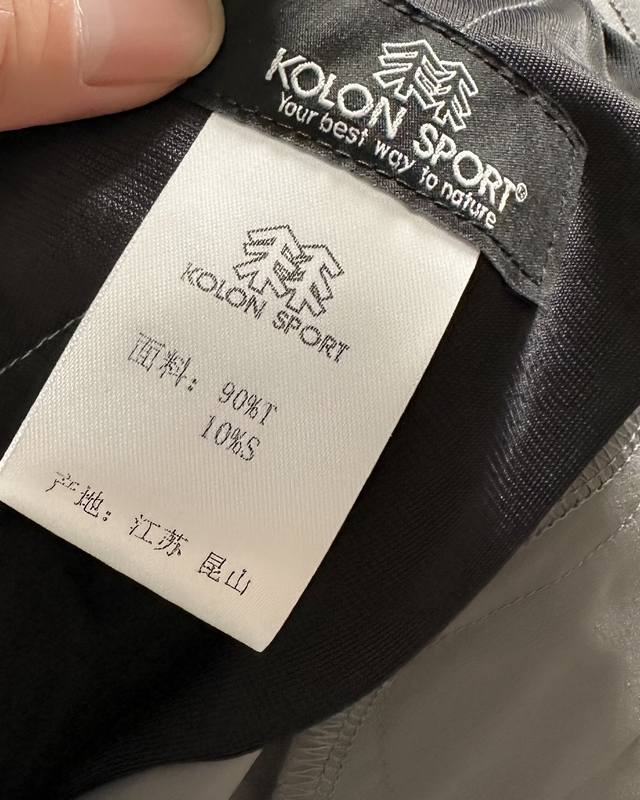 KOLON SPORT®
Your best way to nature
KOLON SPORT
面料: 90%T
10%S
产地: 江苏 昆山